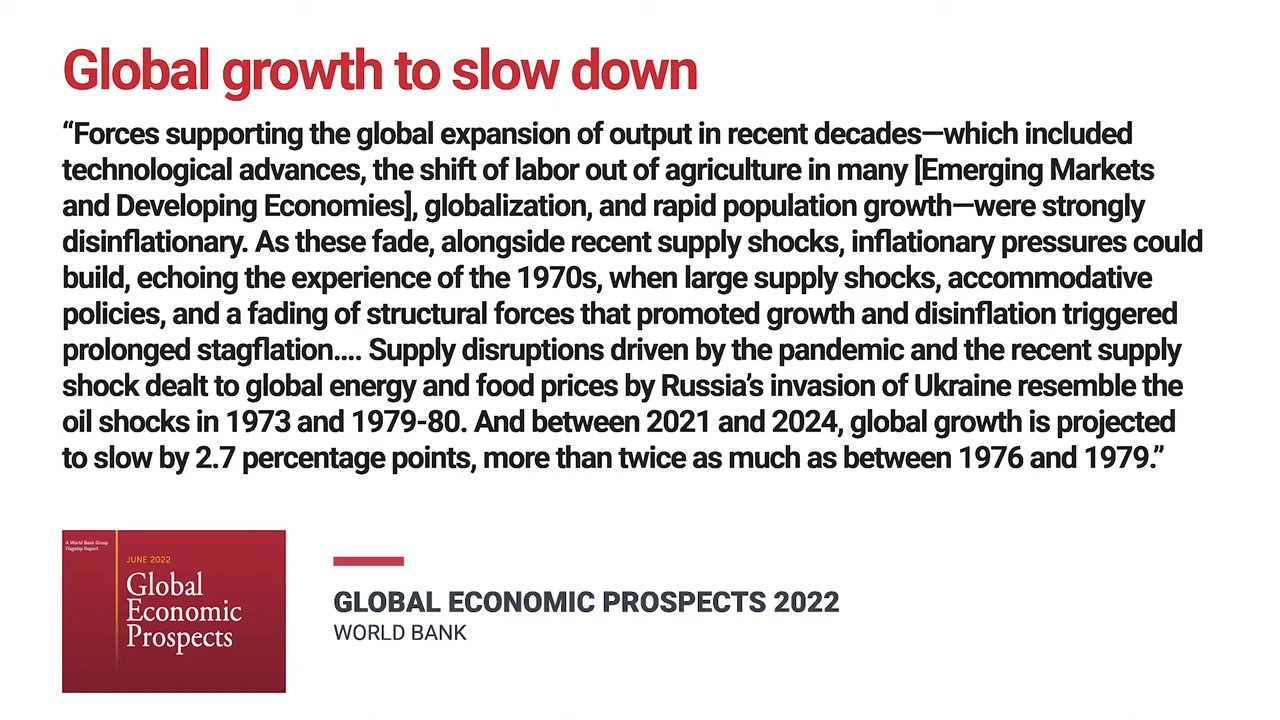 Global growth to slow down
“Forces supporting the global expansion of output in recent decades—which included
technological advances, the shift of labor out of agriculture in many [Emerging Markets
and Developing Economies], globalization, and rapid population growth—were strongly
disinflationary. As these fade, alongside recent supply shocks, inflationary pressures could
build, echoing the experience of the 1970s, when large supply shocks, accommodative
policies, and a fading of structural forces that promoted growth and disinflation triggered
prolonged stagflation.... Supply disruptions driven by the pandemic and the recent supply
shock dealt to global energy and food prices by Russia’s invasion of Ukraine resemble the
oil shocks in 1973 and 1979-80. And between 2021 and 2024, global growth is projected
to slow by 2.7 percentage points, more than twice as much as between 1976 and 1979.”
A World Bank Group
Flagship Report
JUNE 2022
Global
Economic
Prospects
GLOBAL ECONOMIC PROSPECTS 2022
WORLD BANK